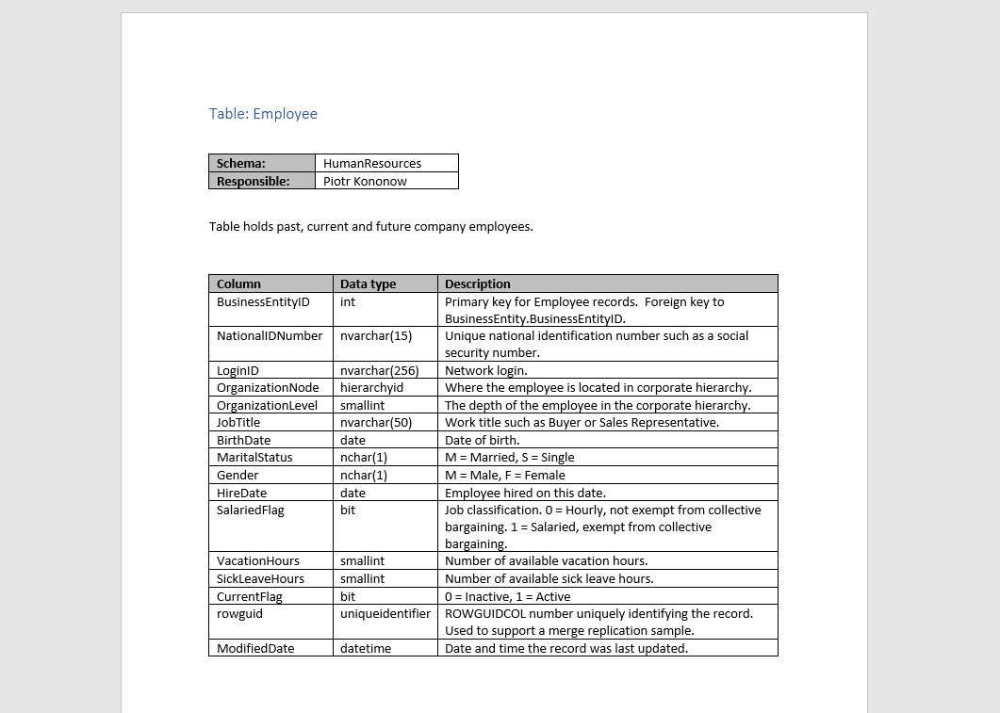 Table: Employee
Schema: HumanResources
Responsible: Piotr Kononow
Table holds past, current and future company employees.
Column Data type Description
BusinessEntityID int Primary key for Employee records.  Foreign key to
BusinessEntity.BusinessEntityID.
NationalIDNumber nvarchar(15) Unique national identification number such as a social
security number.
LoginID nvarchar(256) Network login.
OrganizationNode hierarchyid Where the employee is located in corporate hierarchy.
OrganizationLevel smallint The depth of the employee in the corporate hierarchy.
JobTitle nvarchar(50) Work title such as Buyer or Sales Representative.
BirthDate date Date of birth.
MaritalStatus nchar(1) M = Married, S = Single
Gender nchar(1) M = Male, F = Female
HireDate date Employee hired on this date.
SalariedFlag bit Job classification. 0 = Hourly, not exempt from collective
bargaining. 1 = Salaried, exempt from collective
bargaining.
VacationHours smallint Number of available vacation hours.
SickLeaveHours smallint Number of available sick leave hours.
CurrentFlag bit 0 = Inactive, 1 = Active
rowguid uniqueidentifier ROWGUIDCOL number uniquely identifying the record.
Used to support a merge replication sample.
ModifiedDate datetime Date and time the record was last updated.